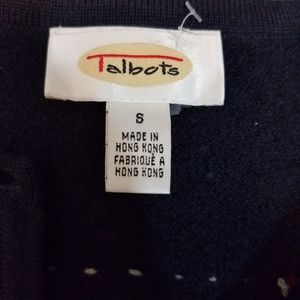 Talbots
S
MADE IN
HONG KONG
FABRIQUÉ À
HONG KONG